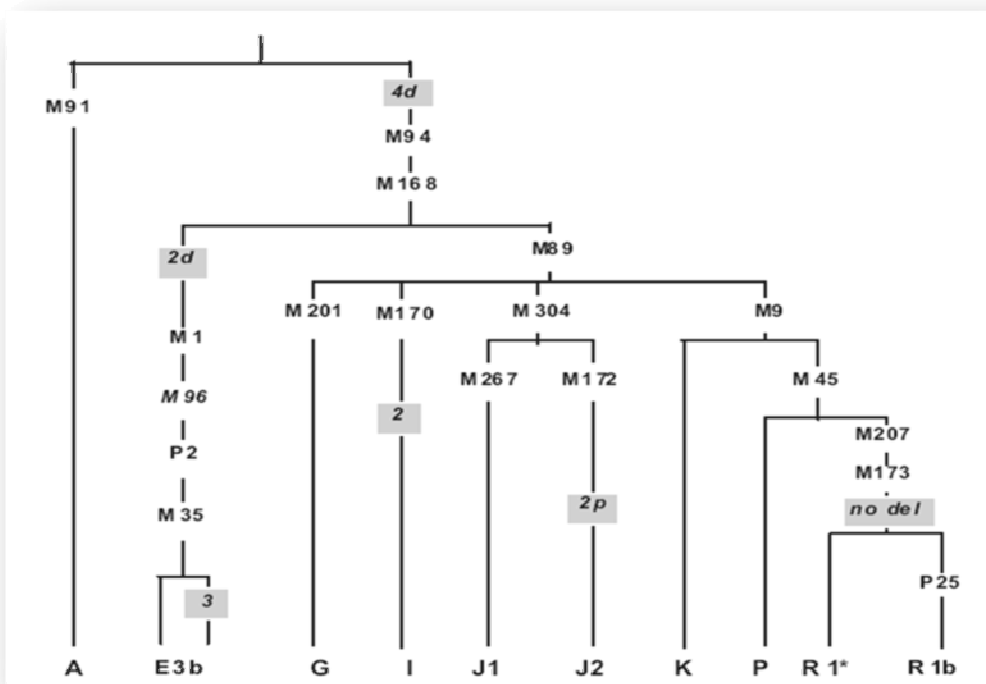 4d
M91
M94
M168
M89
2d
M201 M170 M304 M9
M1
M267 M172 M45
M96
2
M207
P2
M173
2p
no del
M35
P25
3
A E3b G I J1 J2 K P R1* R1b